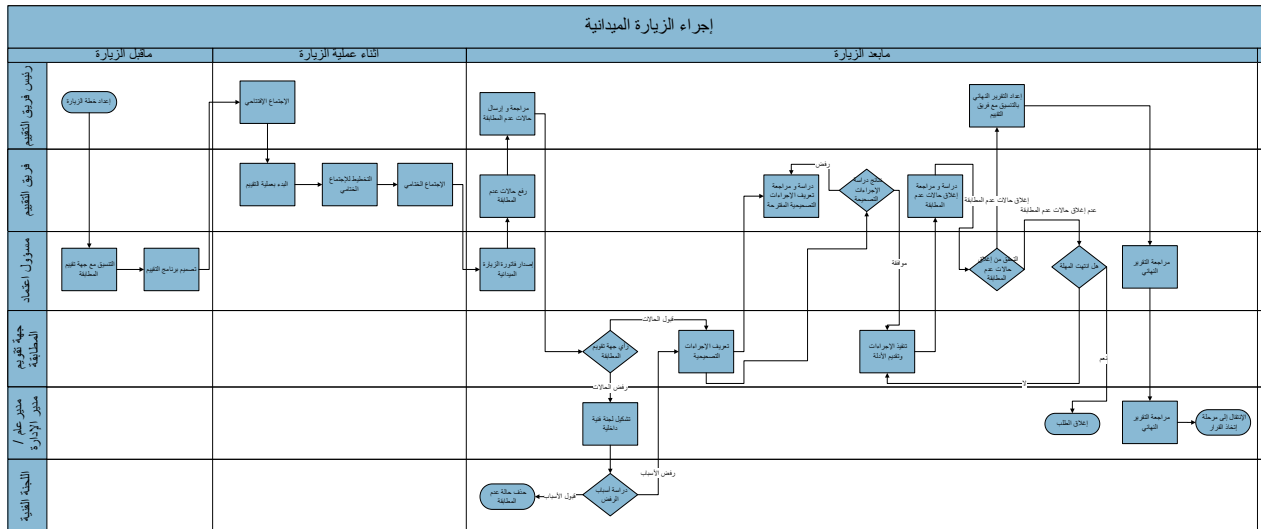 إجراء الزيارة الميدانية
ماقبل الزيارة
أثناء عملية الزيارة
مابعد الزيارة
رئيس فريق التقييم
إعداد خطة الزيارة
الإجتماع الإفتتاحي
مراجعة و إرسال
حالات عدم المطابقة
إعداد التقرير النهائي
بالتنسيق مع فريق
التقييم
فريق التقييم
البدء بعملية التقييم
التخطيط للإجتماع
الختامي
الإجتماع الختامي
رفع حالات عدم
المطابقة
دراسة و مراجعة
تعريف الإجراءات
التصحيحية المقترحة
رفض
نتائج دراسة
الإجراءات
التصحيحة
دراسة و مراجعة
إغلاق حالات عدم
المطابقة
إغلاق حالات عدم المطابقة
عدم إغلاق حالات عدم المطابقة
مسؤول اعتماد
التنسيق مع جهة تقييم
المطابقة
تصميم برنامج التقييم
إصدار فاتورة الزيارة
الميدانية
موافقة
التحقق من إغلاق
حالات عدم
المطابقة
هل انتهت المهلة
مراجعة التقرير
النهائي
جهة تقويم
المطابقة
رأي جهة تقويم
المطابقة
قبول الحالات
رفض الحالات
تعريف الإجراءات
التصحيحية
تنفيذ الإجراءات
وتقديم الأدلة
لا
نعم
مدير عام /
مدير الإدارة
تشكيل لجنة فنية
داخلية
إغلاق الطلب
مراجعة التقرير
النهائي
الإنتقال إلى مرحلة
إتخاذ القرار
اللجنة الفنية
حذف حالة عدم
المطابقة
قبول الأسباب
دراسة أسباب
الرفض
رفض الأسباب